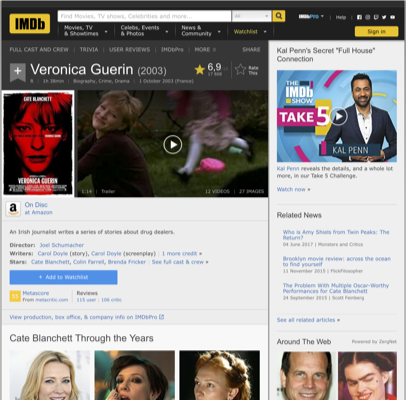 IMDb
Find Movies, TV shows, Celebrities and more...
All
IMDbPro
Help
Movies, TV
& Showtimes
Celebs, Events
& Photos
News &
Community
Watchlist
Sign in
FULL CAST AND CREW | TRIVIA | USER REVIEWS | IMDbPro | MORE
SHARE
Veronica Guerin (2003)
6,9
Rate
This
1h 38min | Biography, Crime, Drama | 1 October 2003 (France)
CATE BLANCHETT
VERONICA GUERIN
1:14 | Trailer
12 VIDEOS | 27 IMAGES
a
On Disc
at Amazon
An Irish journalist writes a series of stories about drug dealers.
Director: Joel Schumacher
Writers: Carol Doyle (story), Carol Doyle (screenplay) | 1 more credit »
Stars: Cate Blanchett, Colin Farrell, Brenda Fricker | See full cast & crew »
+ Add to Watchlist
Metascore
From metacritic.com
Reviews
115 user | 106 critic
View production, box office, & company info on IMDbPro
Cate Blanchett Through the Years
Kal Penn's Secret "Full House"
Connection
THE
IMDb
SHOW
TAKE 5
KAL PENN
Kal Penn reveals the details, and a whole lot
more, in our Take 5 Challenge.
Watch now »
Related News
Who is Amy Shiels from Twin Peaks: The
Return?
04 June 2017 | Monsters and Critics
Brooklyn movie review: across the ocean
to find yourself
11 November 2015 | FlickFilosopher
The Problem With Multiple Oscar-Worthy
Performances for Cate Blanchett
24 September 2015 | Scott Feinberg
See all related articles »
Around The Web
Powered by ZergNet